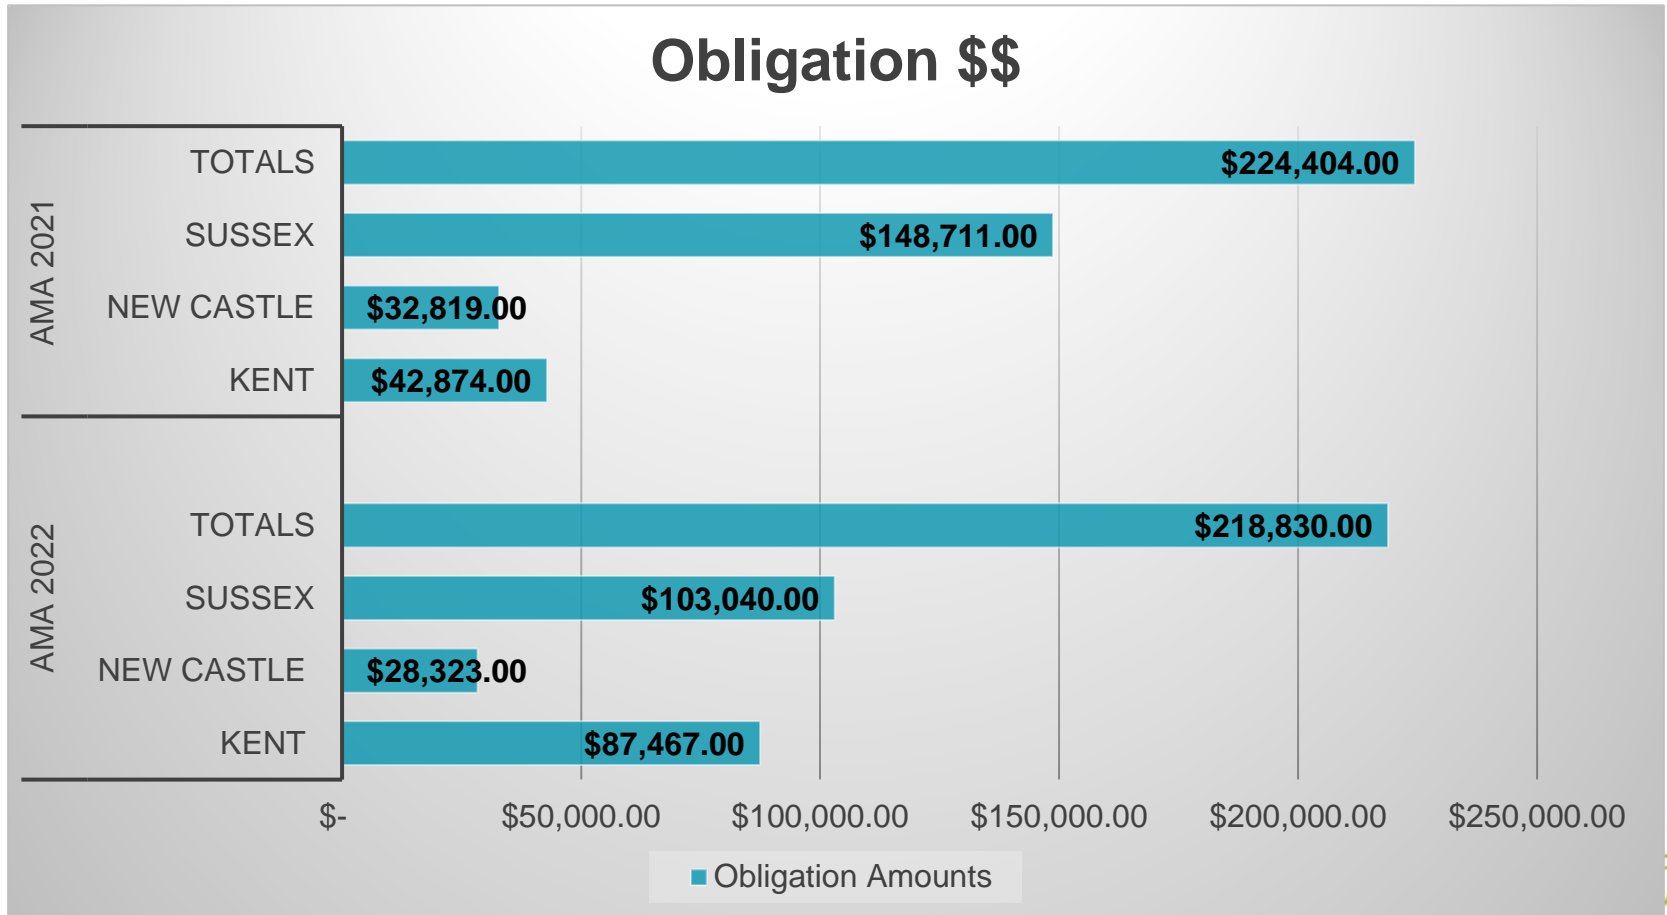 Obligation $$
AMA 2021
TOTALS $224,404.00
SUSSEX $148,711.00
NEW CASTLE $32,819.00
KENT $42,874.00
AMA 2022
TOTALS $218,830.00
SUSSEX $103,040.00
NEW CASTLE $28,323.00
KENT $87,467.00
$- $50,000.00 $100,000.00 $150,000.00 $200,000.00 $250,000.00
Obligation Amounts